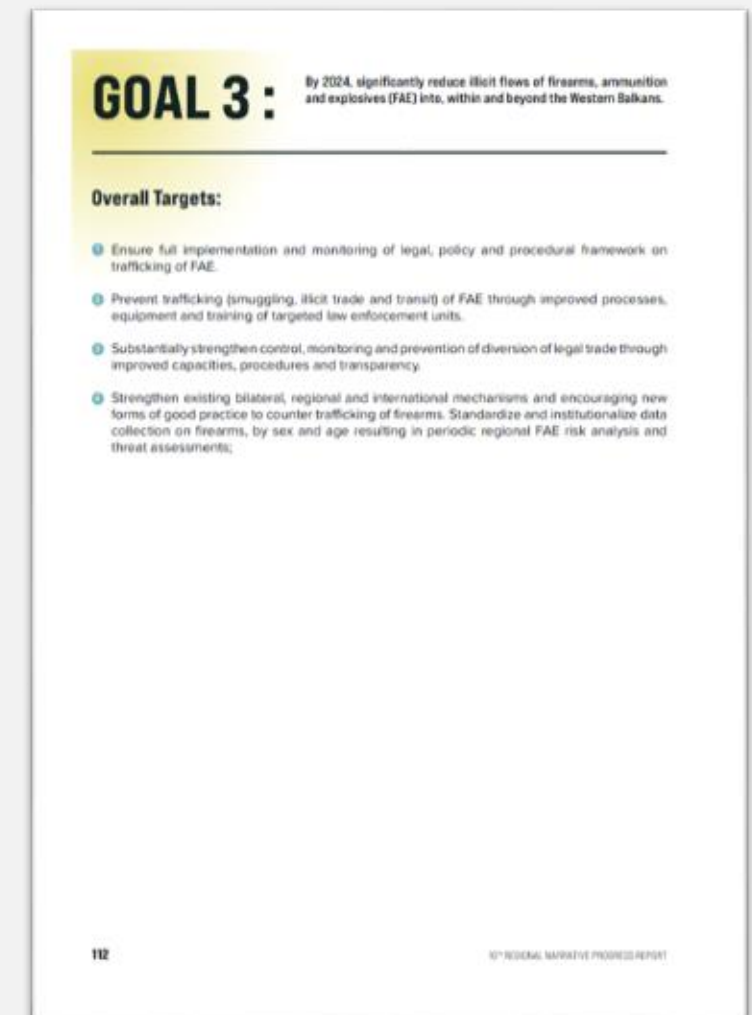 GOAL 3 :
By 2024, significantly reduce illicit flows of firearms, ammunition
and explosives (FAE) into, within and beyond the Western Balkans.
Overall Targets:
Ensure full implementation and monitoring of legal, policy and procedural framework on
trafficking of FAE.
Prevent trafficking (smuggling, illicit trade and transit) of FAE through improved processes,
equipment and training of targeted law enforcement units.
Substantially strengthen control, monitoring and prevention of diversion of legal trade through
improved capacities, procedures and transparency.
Strengthen existing bilateral, regional and international mechanisms and encouraging new
forms of good practice to counter trafficking of firearms. Standardize and institutionalize data
collection on firearms, by sex and age resulting in periodic regional FAE risk analysis and
threat assessments;
112
REGIONAL NARRATIVE PROGRESS REPORT